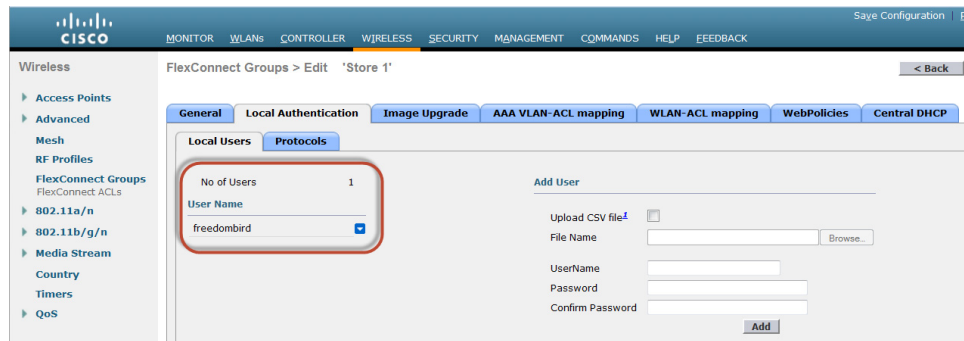 Save Configuration
CISCO
MONITOR WLANs CONTROLLER WIRELESS SECURITY MANAGEMENT COMMANDS HELP FEEDBACK
Wireless
FlexConnect Groups > Edit 'Store 1'
< Back
Access Points
Advanced
Mesh
RF Profiles
FlexConnect Groups
FlexConnect ACLs
802.11a/n
802.11b/g/n
Media Stream
Country
Timers
QoS
General Local Authentication Image Upgrade AAA VLAN-ACL mapping WLAN-ACL mapping WebPolicies Central DHCP
Local Users Protocols
No of Users 1
User Name
freedombird
Add User
Upload CSV file1
File Name Browse...
UserName
Password
Confirm Password
Add